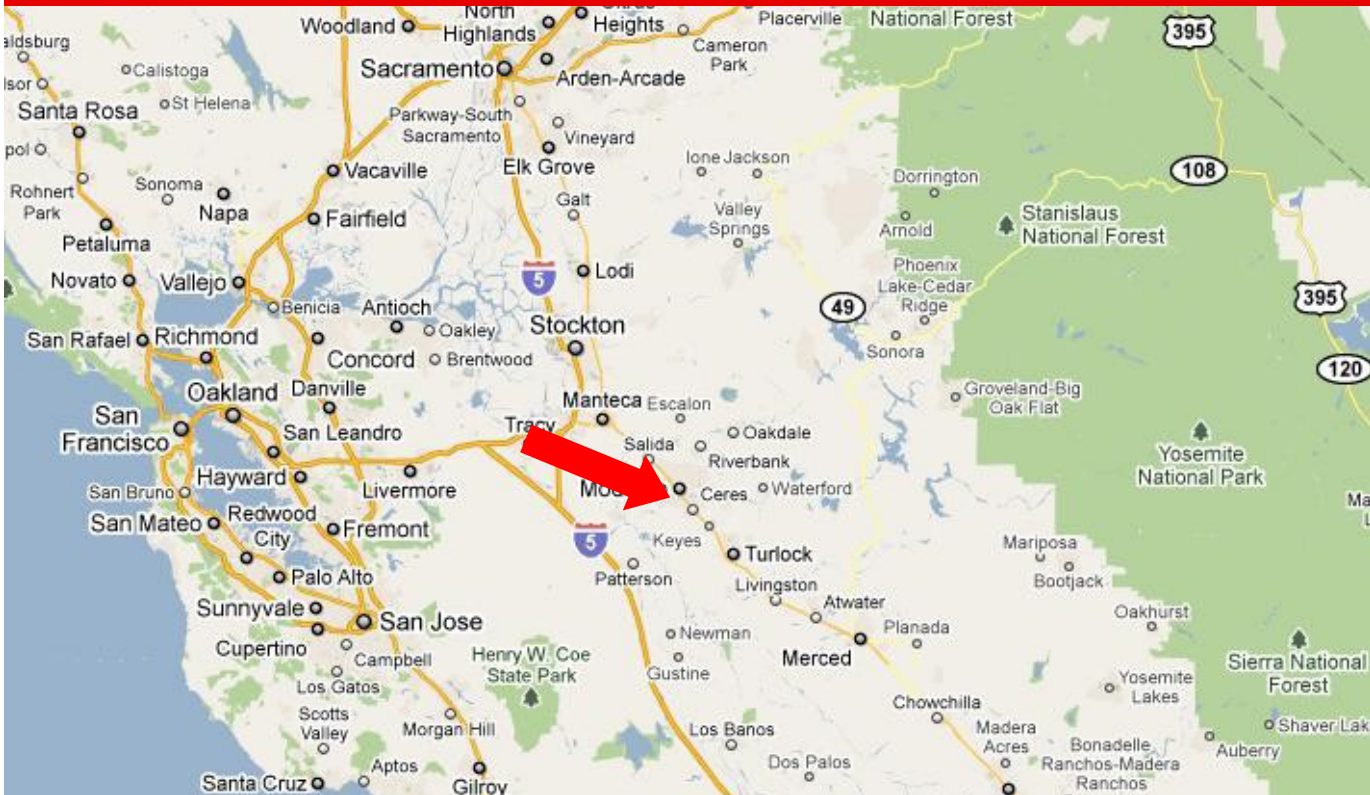 North
Highlands
Heights
Placerville
National Forest
395
Woodland
Cameron
Park
Calistoga
Sacramento
Arden-Arcade
St Helena
Santa Rosa
Parkway-South
Sacramento
Vineyard
Elk Grove
Vacaville
Ione Jackson
108
Dorrington
Rohnert
Park
Sonoma
Napa
Galt
Fairfield
Valley
Springs
Arnold
Stanislaus
National Forest
Petaluma
Novato
Vallejo
5
Lodi
Phoenix
Lake-Cedar
Ridge
395
Benicia
Antioch
49
Oakley
Stockton
San Rafael
Richmond
Concord
Brentwood
Sonora
120
Oakland
Danville
Groveland-Big
Oak Flat
Manteca
Escalon
San
Francisco
San Leandro
Tracy
Salida
Oakdale
Riverbank
Yosemite
National Park
Hayward
Livermore
San Bruno
Ceres
Waterford
San Mateo
Redwood
City
Fremont
5
Keyes
Turlock
Mariposa
Bootjack
Palo Alto
Patterson
Livingston
Atwater
Oakhurst
Sunnyvale
San Jose
Planada
Newman
Cupertino
Campbell
Henry W. Coe
State Park
Merced
Sierra National
Forest
Los Gatos
Gustine
Yosemite
Lakes
Scotts
Valley
Morgan Hill
Chowchilla
Los Banos
Madera
Acres
Shaver Lak
Bonadelle
Ranchos-Madera
Ranchos
Auberry
Dos Palos
Santa Cruz
Aptos
Gilroy